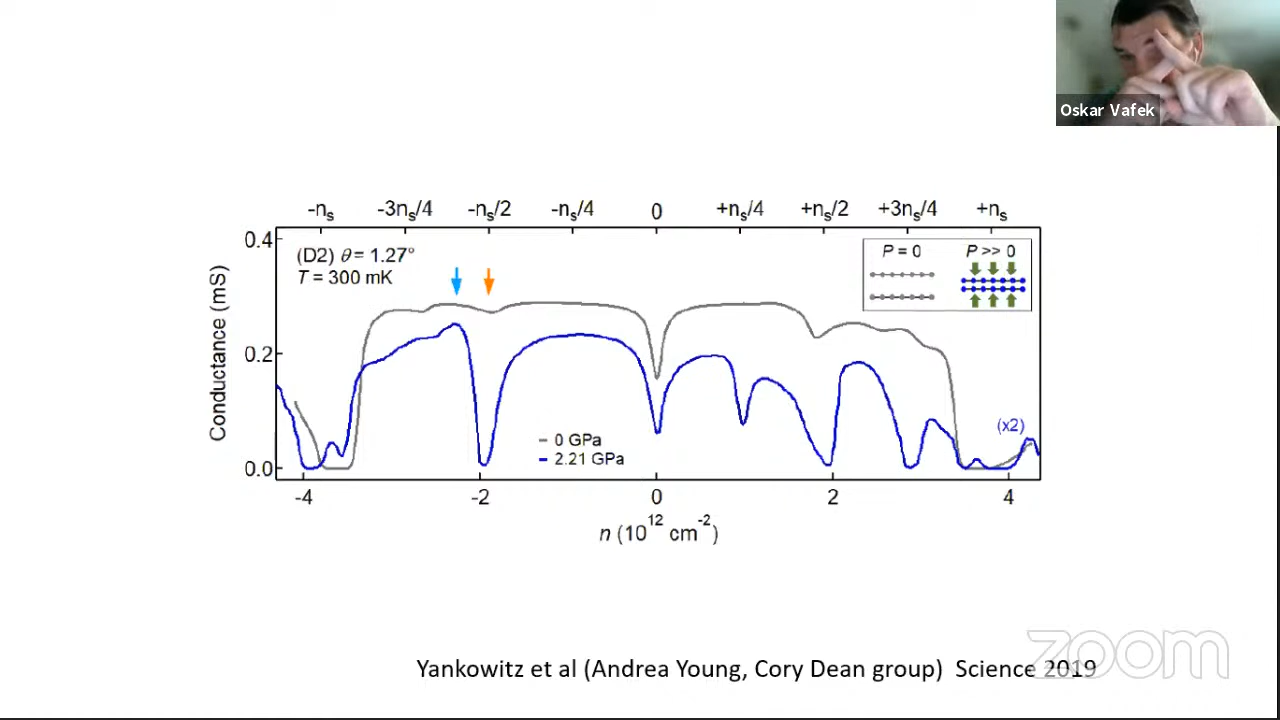 Oskar Vafek
-nₛ -3nₛ/4 -nₛ/2 -nₛ/4 0 +nₛ/4 +nₛ/2 +3nₛ/4 +nₛ
0.4
0.2
0.0
Conductance (mS)
(D2) θ = 1.27°
T = 300 mK
P = 0 P >> 0
(x2)
0 GPa
2.21 GPa
-4 -2 0 2 4
n (10¹² cm⁻²)
Yankowitz et al (Andrea Young, Cory Dean group) Science 2019
zoom